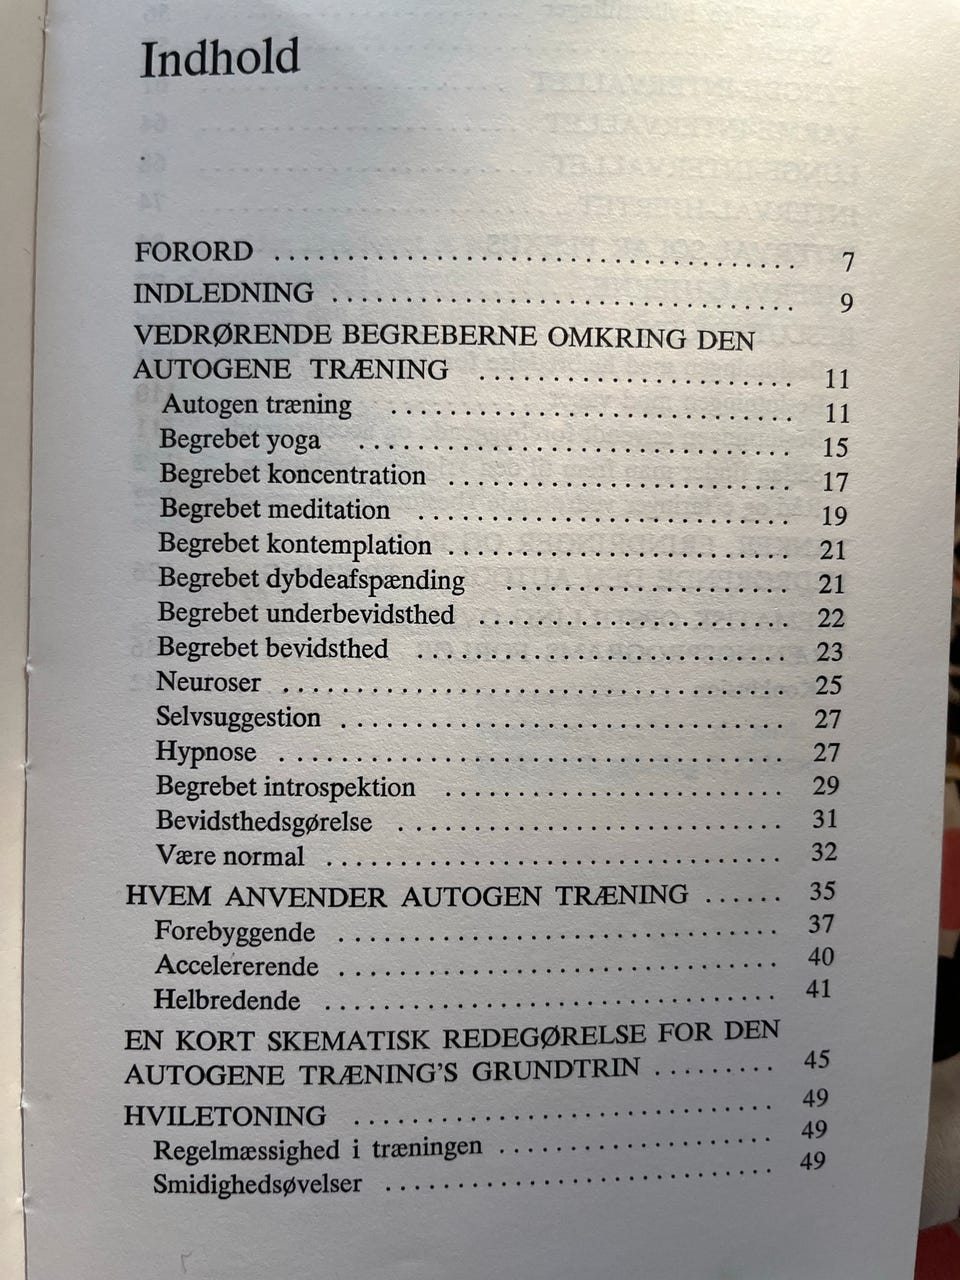 Indhold
FORORD ........................................ 7
INDLEDNING .................................... 9
VEDRØRENDE BEGREBERNE OMKRING DEN
AUTOGENE TRÆNING ........................ 11
Autogen træning ............................. 11
Begrebet yoga ................................ 15
Begrebet koncentration ........................ 17
Begrebet meditation .......................... 19
Begrebet kontemplation ........................ 21
Begrebet dybdeafspænding .................... 21
Begrebet underbevidsthed ...................... 22
Begrebet bevidsthed .......................... 23
Neuroser .................................... 25
Selvsuggestion ................................ 27
Hypnose .................................... 27
Begrebet introspektion ........................ 29
Bevidsthedsgørelse ............................ 31
Være normal ................................ 32
HVEM ANVENDER AUTOGEN TRÆNING ...... 35
Forebyggende ................................ 37
Accelererende ................................ 40
Helbredende ................................ 41
EN KORT SKEMATISK REDEGØRELSE FOR DEN
AUTOGENE TRÆNING'S GRUNDTRIN ......... 45
HVILETONING ................................ 49
Regelmæssighed i træningen .................... 49
Smidighedsøvelser ............................ 49